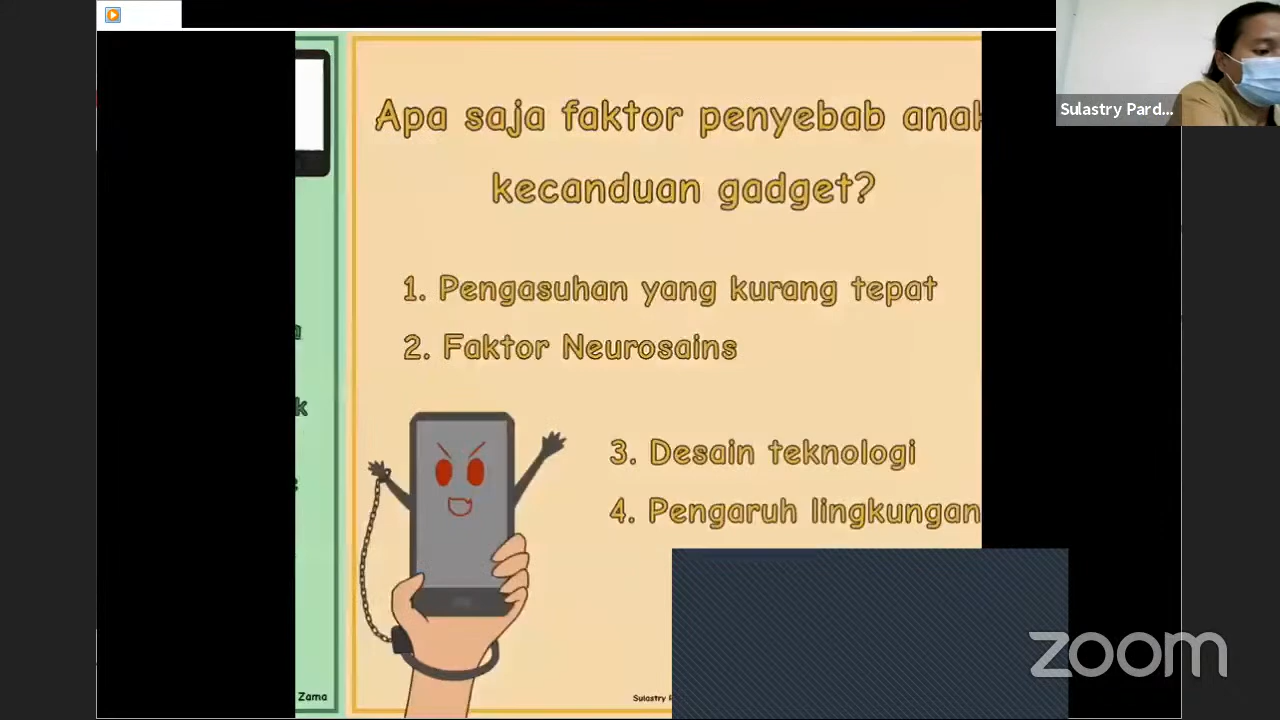 Sulastry Pard...
Apa saja faktor penyebab anak
kecanduan gadget?
1. Pengasuhan yang kurang tepat
2. Faktor Neurosains
k
3. Desain teknologi
4. Pengaruh lingkungan
Zama
Sulastry
zoom